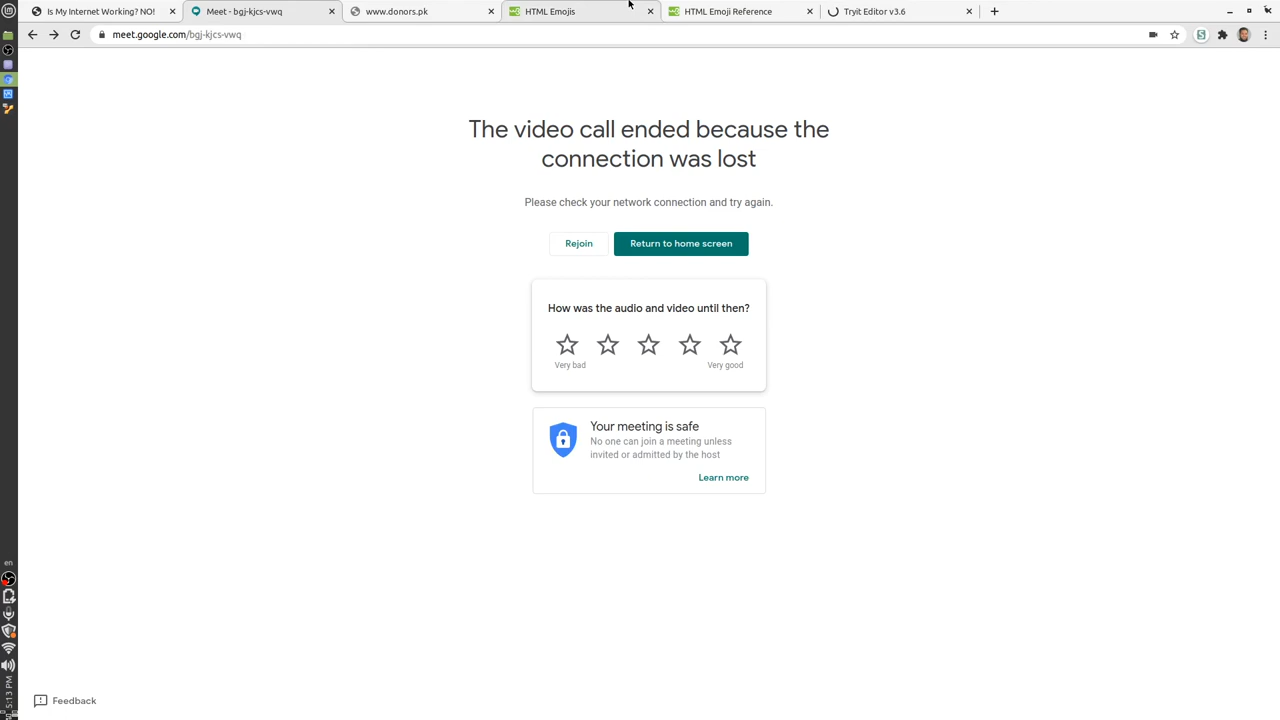 Is My Internet Working? NO!
Meet - bgj-kjcs-vwq
www.donors.pk
HTML Emojis
HTML Emoji Reference
Tryit Editor v3.6
meet.google.com/bgj-kjcs-vwq
The video call ended because the
connection was lost
Please check your network connection and try again.
Rejoin
Return to home screen
How was the audio and video until then?
Very bad
Very good
Your meeting is safe
No one can join a meeting unless
invited or admitted by the host
Learn more
en
5:13 PM
Feedback